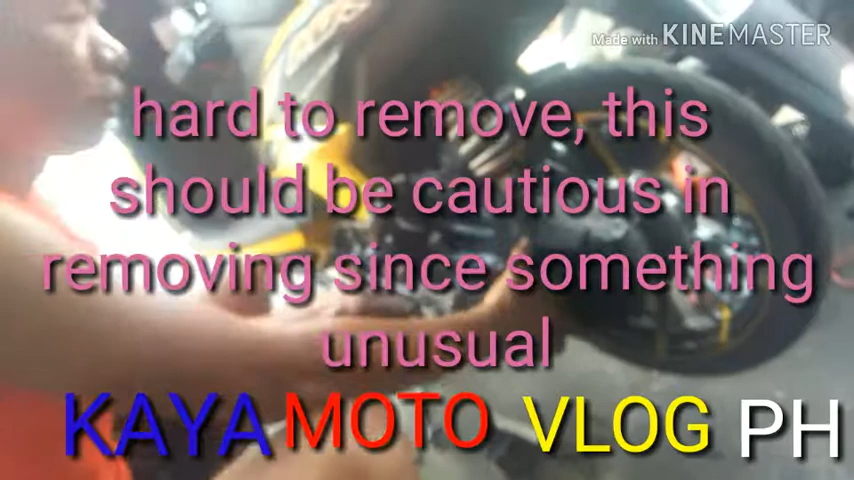 Made with KINEMASTER
hard to remove, this
should be cautious in
removing since something
unusual
KAYA MOTO VLOG PH